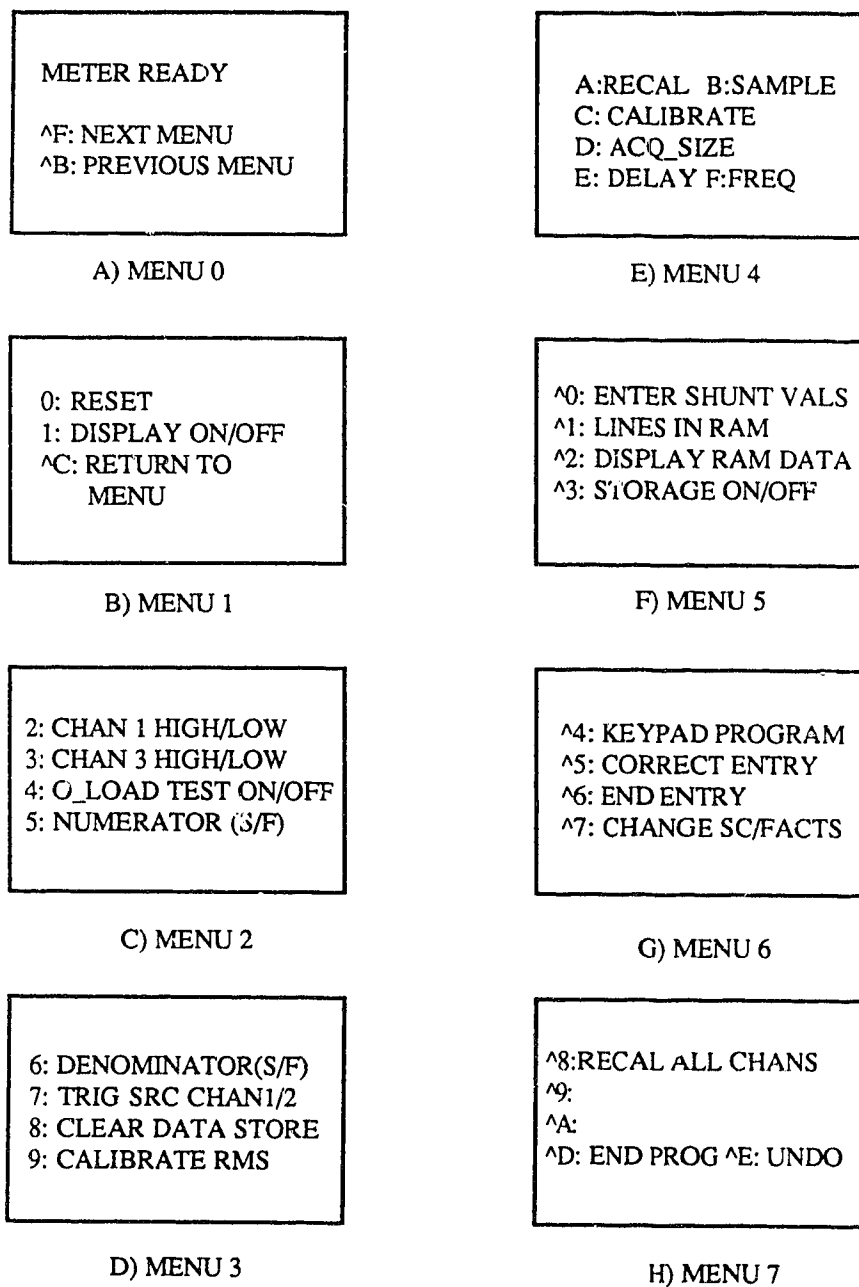 METER READY
^F: NEXT MENU
^B: PREVIOUS MENU
A) MENU 0
0: RESET
1: DISPLAY ON/OFF
^C: RETURN TO
MENU
B) MENU 1
2: CHAN 1 HIGH/LOW
3: CHAN 3 HIGH/LOW
4: O_LOAD TEST ON/OFF
5: NUMERATOR (S/F)
C) MENU 2
6: DENOMINATOR(S/F)
7: TRIG SRC CHAN1/2
8: CLEAR DATA STORE
9: CALIBRATE RMS
D) MENU 3
A:RECAL B:SAMPLE
C: CALIBRATE
D: ACQ_SIZE
E: DELAY F:FREQ
E) MENU 4
^0: ENTER SHUNT VALS
^1: LINES IN RAM
^2: DISPLAY RAM DATA
^3: STORAGE ON/OFF
F) MENU 5
^4: KEYPAD PROGRAM
^5: CORRECT ENTRY
^6: END ENTRY
^7: CHANGE SC/FACTS
G) MENU 6
^8:RECAL ALL CHANS
^9:
^A:
^D: END PROG ^E: UNDO
H) MENU 7